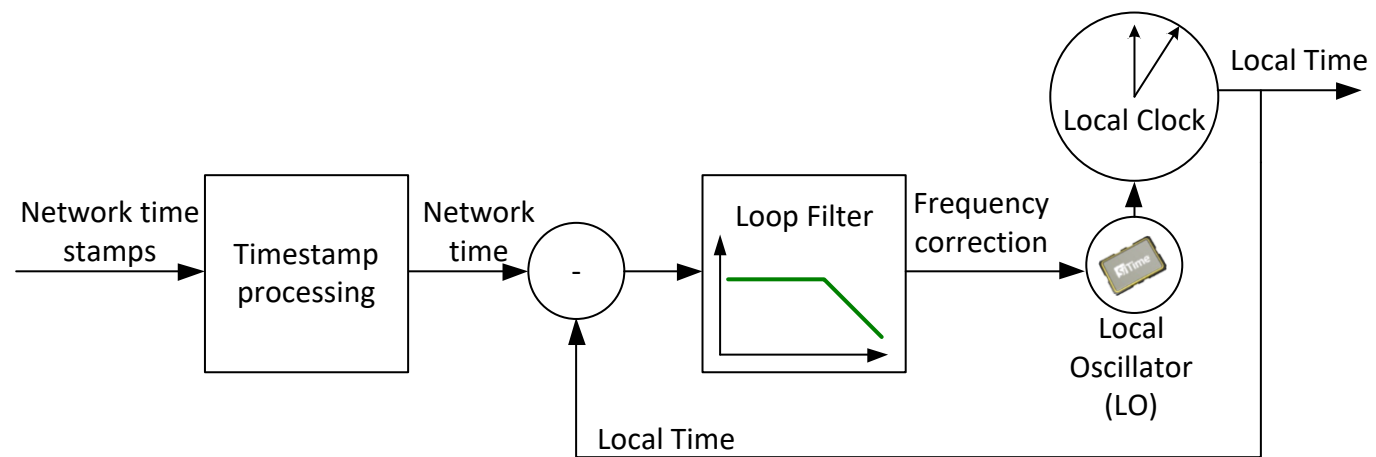 Local Time
Local Clock
Network time
stamps
Timestamp
processing
Network
time
-
Loop Filter
Frequency
correction
SiTime
Local
Oscillator
(LO)
Local Time